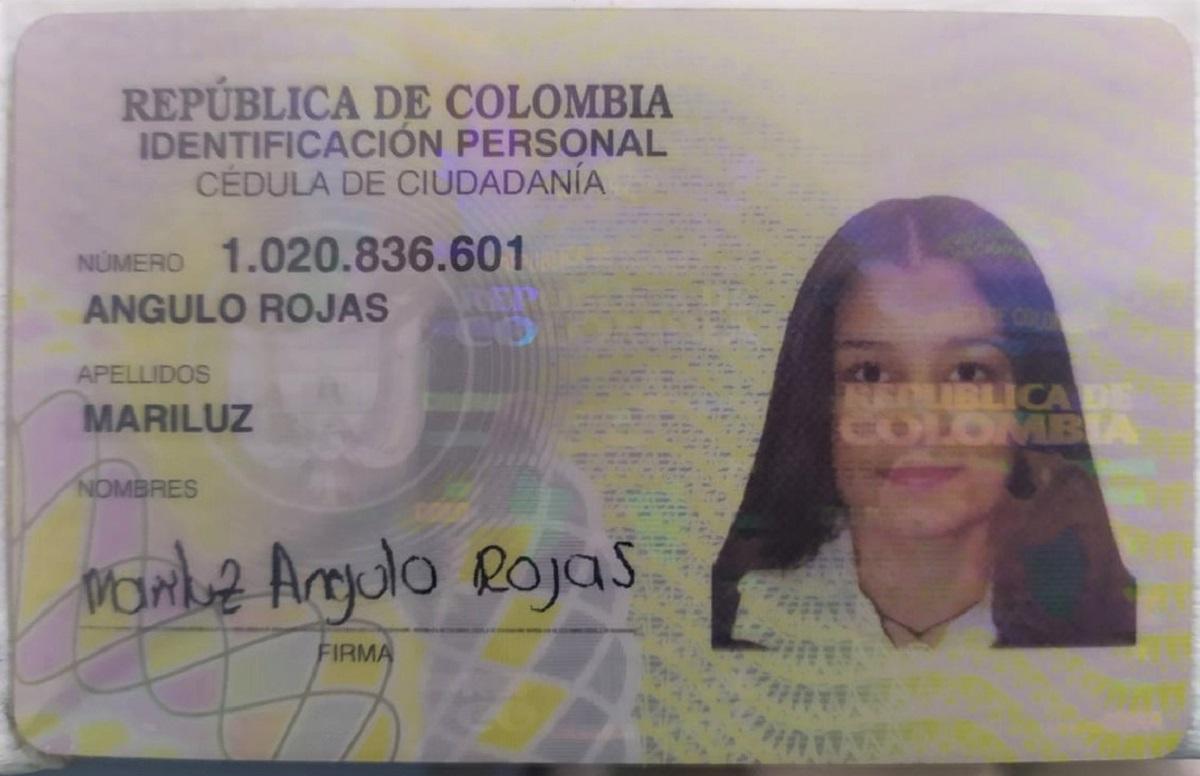 REPÚBLICA DE COLOMBIA
IDENTIFICACIÓN PERSONAL
CÉDULA DE CIUDADANÍA
NÚMERO 1.020.836.601
ANGULO ROJAS
APELLIDOS
MARILUZ
NOMBRES
Mariluz Angulo Rojas
FIRMA
REPÚBLICA DE
COLOMBIA